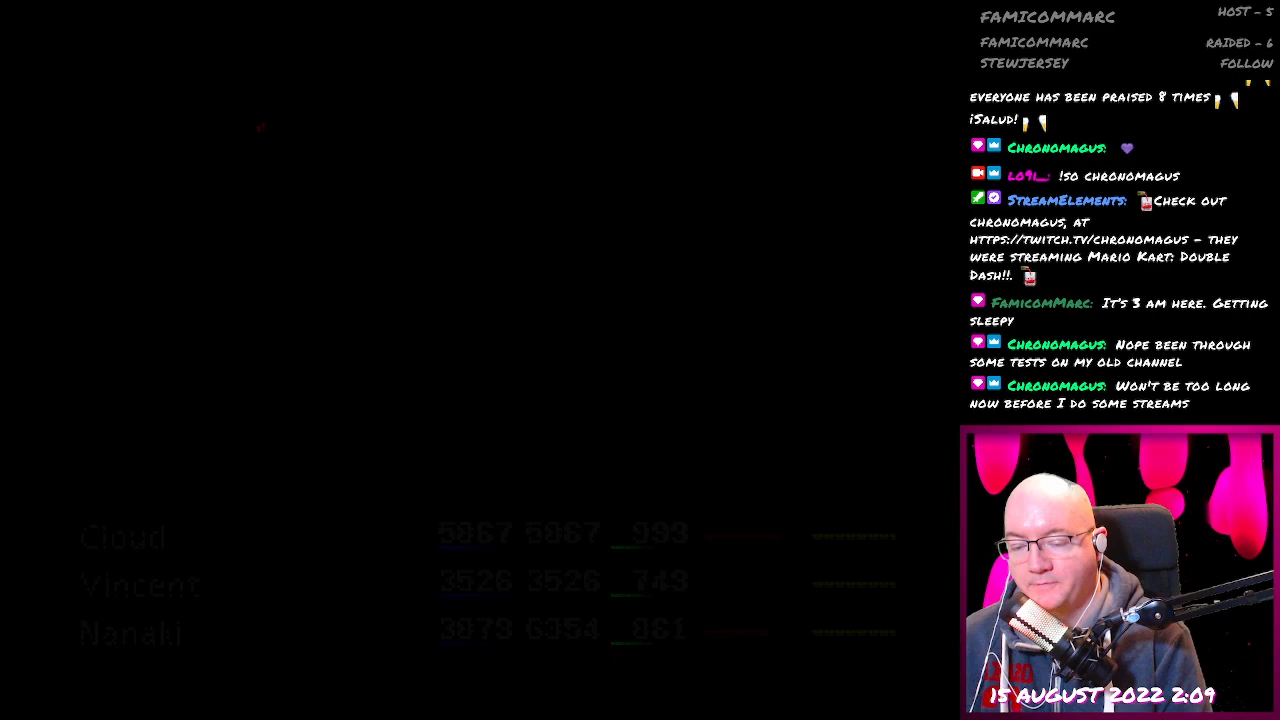 FAMICOMMARC HOST - 5
FAMICOMMARC RAIDED - 6
STEWJERSEY FOLLOW
EVERYONE HAS BEEN PRAISED 8 TIMES
¡SALUD!
CHRONOMAGUS:
LO91_: !SO CHRONOMAGUS
STREAMELEMENTS: CHECK OUT
CHRONOMAGUS, AT
HTTPS://TWITCH.TV/CHRONOMAGUS - THEY
WERE STREAMING MARIO KART: DOUBLE
DASH!!.
FAMICOMMARC: IT'S 3 AM HERE. GETTING
SLEEPY
CHRONOMAGUS: NOPE BEEN THROUGH
SOME TESTS ON MY OLD CHANNEL
CHRONOMAGUS: WON'T BE TOO LONG
NOW BEFORE I DO SOME STREAMS
Cloud 5867 5867 993
Vincent 3526 3526 743
Nanaki 3873 6354 861
15 AUGUST 2022 2:09